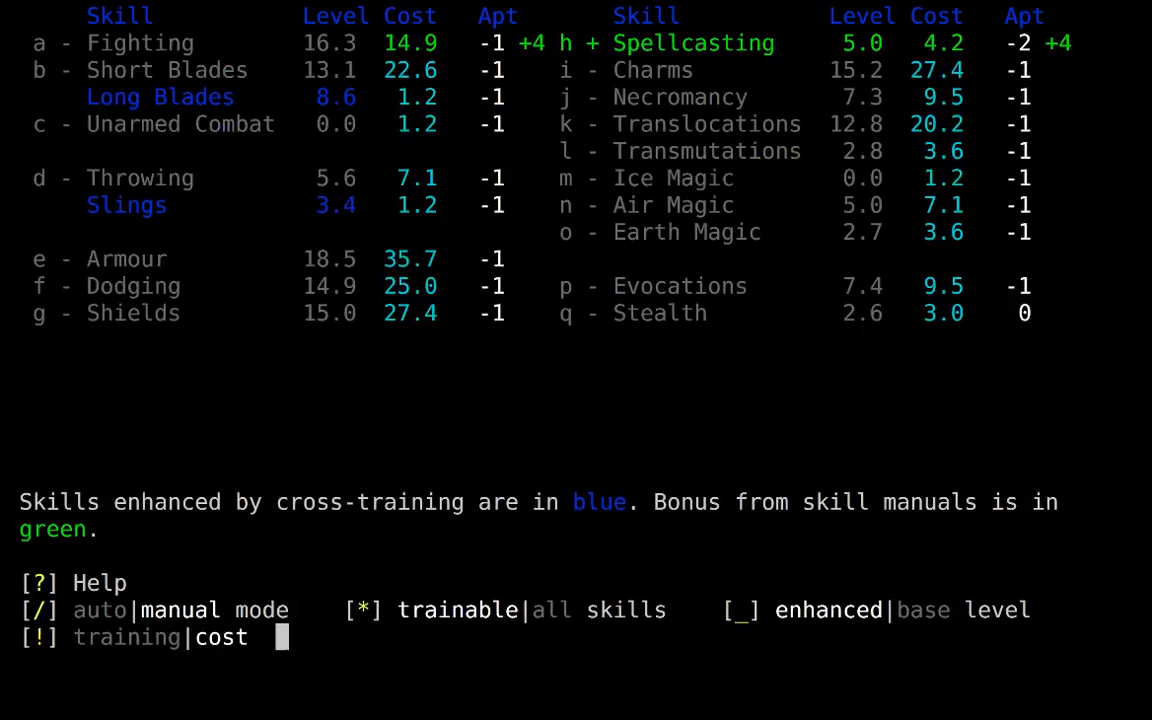 Skill Level Cost Apt Skill Level Cost Apt
a - Fighting 16.3 14.9 -1 +4 h + Spellcasting 5.0 4.2 -2 +4
b - Short Blades 13.1 22.6 -1 i - Charms 15.2 27.4 -1
Long Blades 8.6 1.2 -1 j - Necromancy 7.3 9.5 -1
c - Unarmed Combat 0.0 1.2 -1 k - Translocations 12.8 20.2 -1
l - Transmutations 2.8 3.6 -1
d - Throwing 5.6 7.1 -1 m - Ice Magic 0.0 1.2 -1
Slings 3.4 1.2 -1 n - Air Magic 5.0 7.1 -1
o - Earth Magic 2.7 3.6 -1
e - Armour 18.5 35.7 -1
f - Dodging 14.9 25.0 -1 p - Evocations 7.4 9.5 -1
g - Shields 15.0 27.4 -1 q - Stealth 2.6 3.0 0
Skills enhanced by cross-training are in blue. Bonus from skill manuals is in
green.
[?] Help
[/] auto|manual mode [*] trainable|all skills [_] enhanced|base level
[!] training|cost